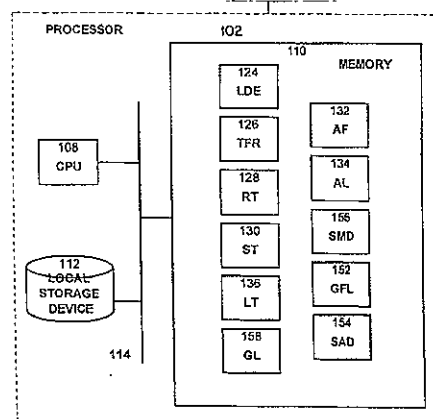 PROCESSOR
102
110
MEMORY
124
LDE
126
TFR
128
RT
130
ST
136
LT
158
GL
132
AF
134
AL
156
SMD
152
GFL
154
SAD
108
CPU
112
LOCAL
STORAGE
DEVICE
114